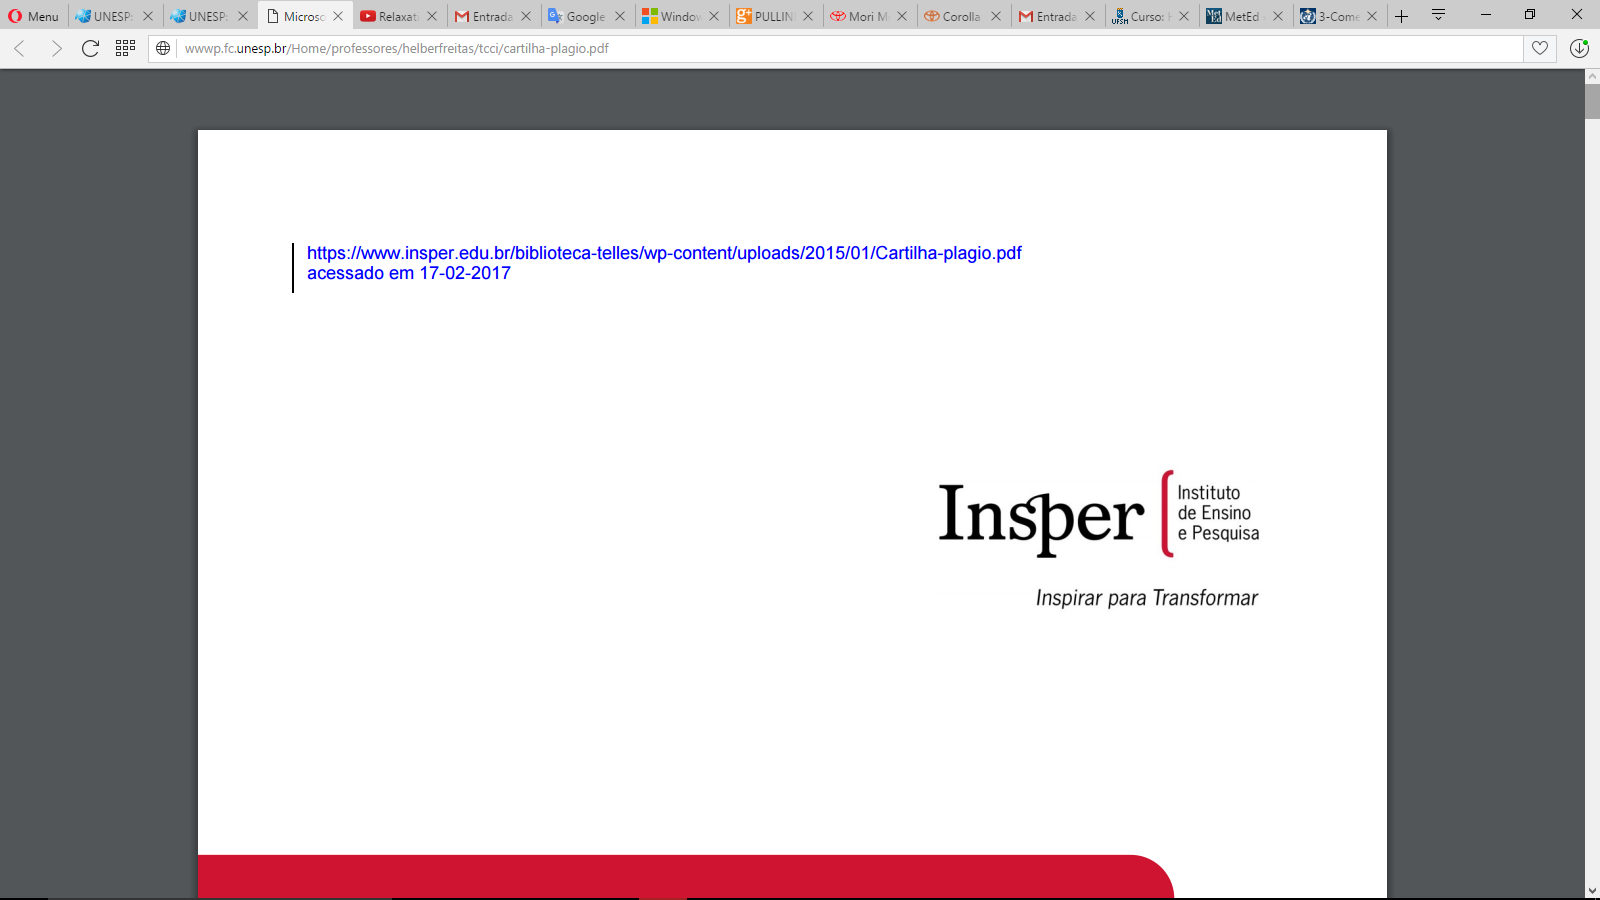 Menu
UNESP:
UNESP:
Microso
Relaxat
Entrada
Google
Window
PULLIN
Mori M
Corolla
Entrada
Curso: H
MetEd
3-Come
wwwp.fc.unesp.br/Home/professores/helberfreitas/tcci/cartilha-plagio.pdf
https://www.insper.edu.br/biblioteca-telles/wp-content/uploads/2015/01/Cartilha-plagio.pdf
acessado em 17-02-2017
Insper
Instituto
de Ensino
e Pesquisa
Inspirar para Transformar